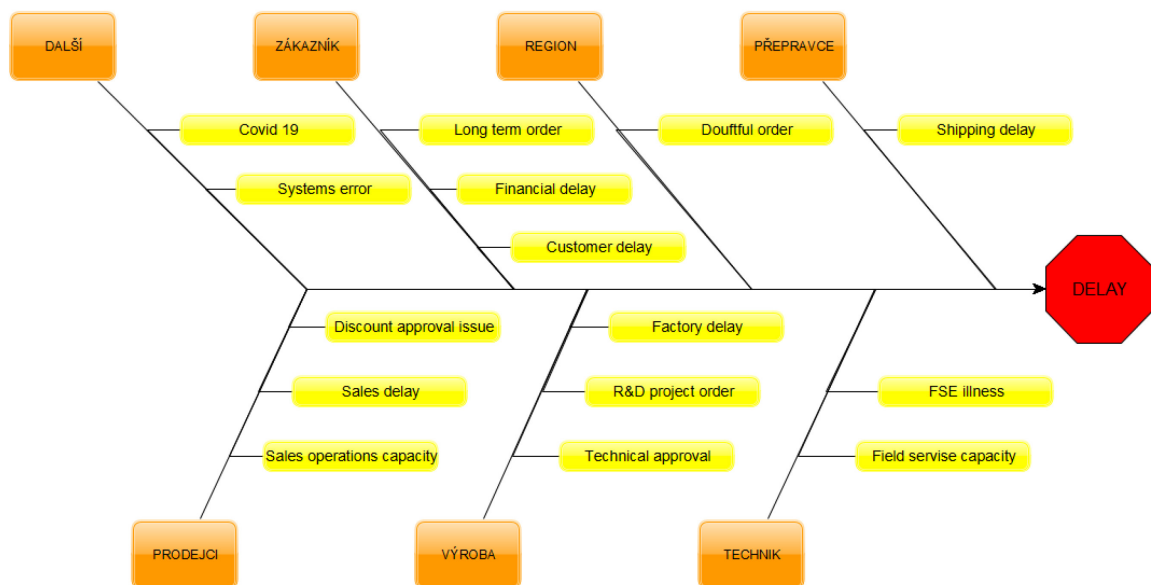 DALŠÍ
ZÁKAZNÍK
REGION
PŘEPRAVCE
Covid 19
Long term order
Douftful order
Shipping delay
Systems error
Financial delay
Customer delay
DELAY
Discount approval issue
Factory delay
Sales delay
R&D project order
FSE illness
Sales operations capacity
Technical approval
Field servise capacity
PRODEJCI
VÝROBA
TECHNIK